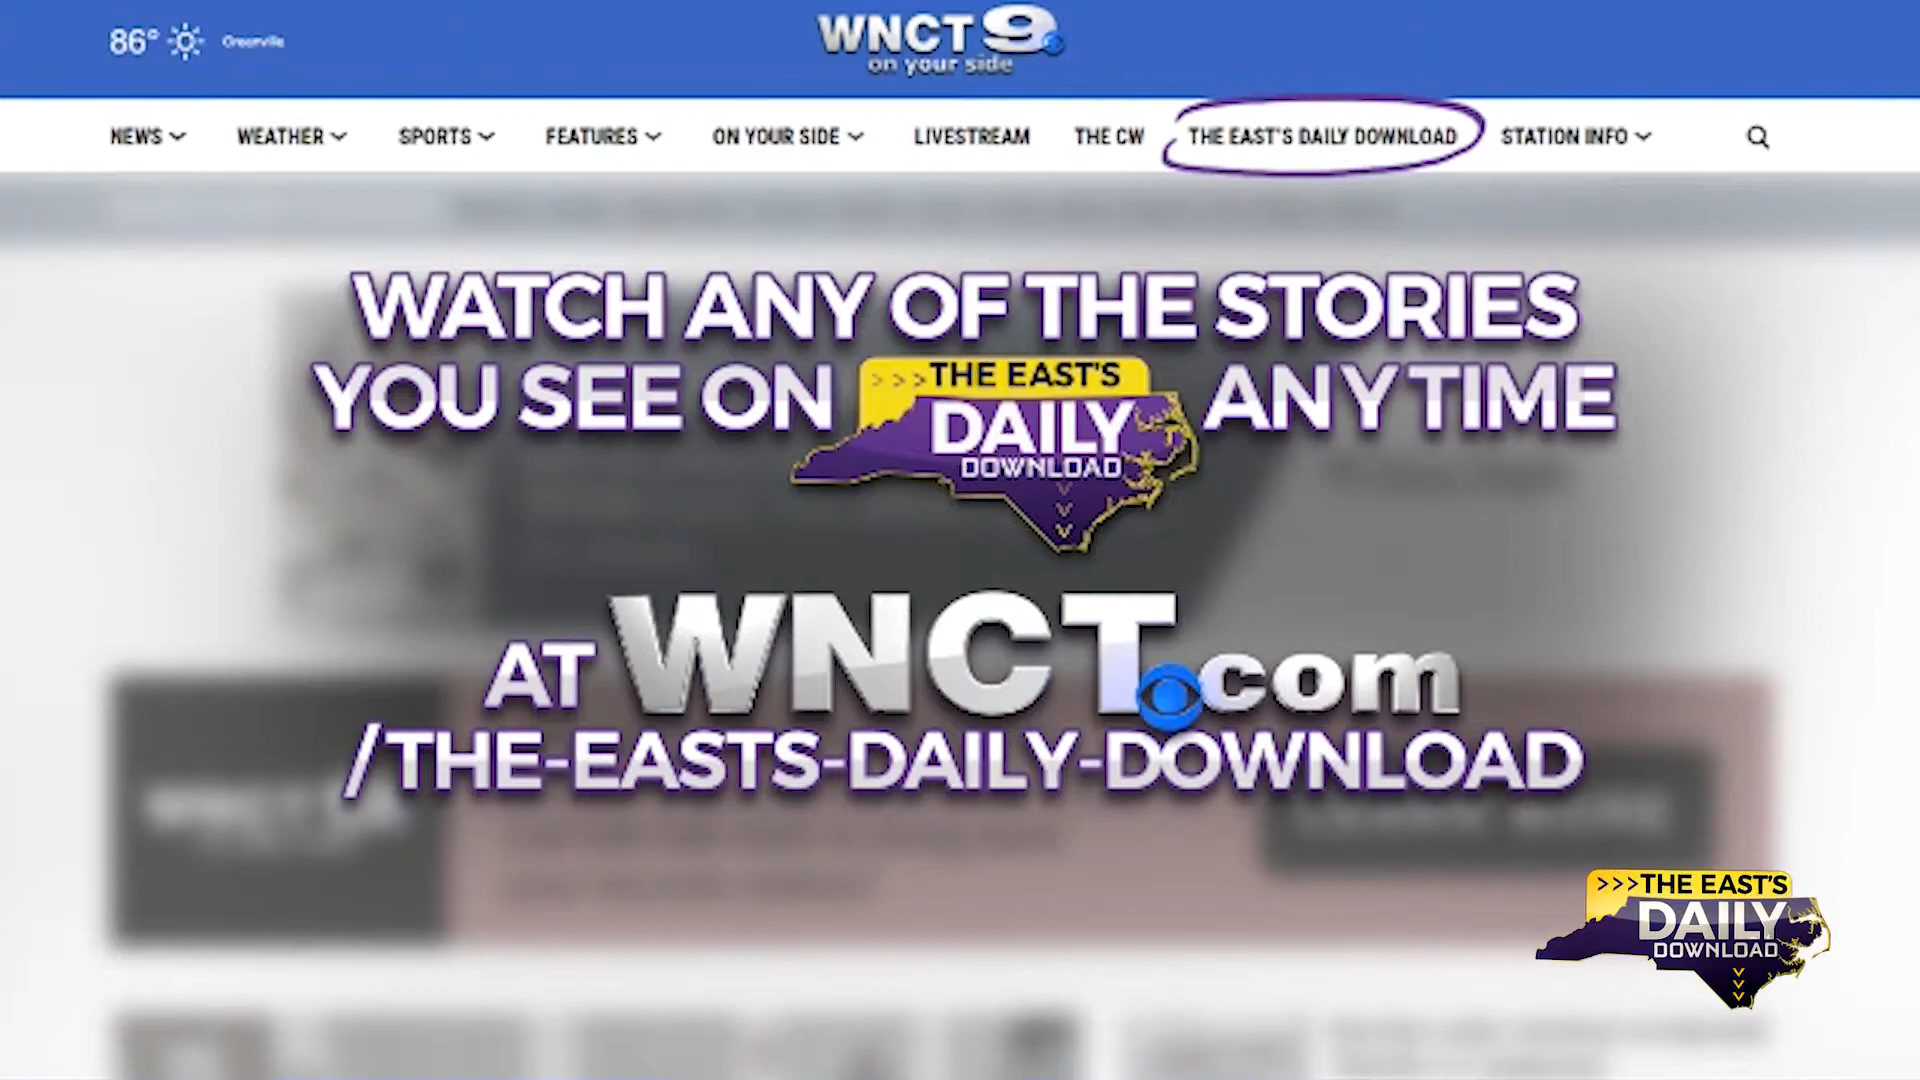 86° Greenville
WNCT 9
on your side
NEWS WEATHER SPORTS FEATURES ON YOUR SIDE LIVESTREAM THE CW THE EAST'S DAILY DOWNLOAD STATION INFO
WATCH ANY OF THE STORIES
YOU SEE ON >>>THE EAST'S DAILY DOWNLOAD ANYTIME
AT WNCT.com
/THE-EASTS-DAILY-DOWNLOAD
>>>THE EAST'S
DAILY
DOWNLOAD